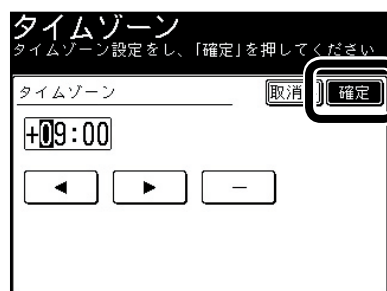 タイムゾーン
タイムゾーン設定をし、「確定」を押してください
タイムゾーン
取消
確定
+09:00
◀ ▶ −